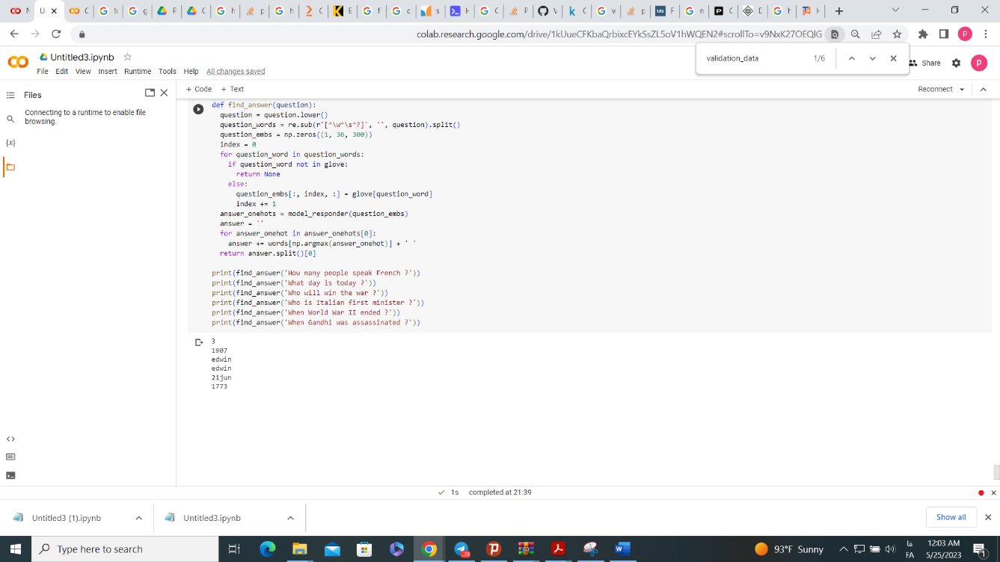 colab.research.google.com/drive/1kUueCFKbaQrbixcEYkSsZL5oV1hWQEN2#scrollTo=v9NxK27OEQlG
validation_data 1/6
Untitled3.ipynb
File Edit View Insert Runtime Tools Help All changes saved
Share
Files
+ Code + Text
Reconnect
Connecting to a runtime to enable file
browsing.
{x}
def find_answer(question):
question = question.lower()
question_words = re.sub(r'[^\w^\s^?]', '', question).split()
question_embs = np.zeros((1, 36, 300))
index = 0
for question_word in question_words:
if question_word not in glove:
return None
else:
question_embs[:, index, :] = glove[question_word]
index += 1
answer_onehots = model_responder(question_embs)
answer = ''
for answer_onehot in answer_onehots[0]:
answer += words[np.argmax(answer_onehot)] + ' '
return answer.split()[0]
print(find_answer('How many people speak French ?'))
print(find_answer('What day is today ?'))
print(find_answer('Who will win the war ?'))
print(find_answer('Who is Italian first minister ?'))
print(find_answer('When World War II ended ?'))
print(find_answer('When Gandhi was assassinated ?'))
3
1907
edwin
edwin
21jun
1773
1s completed at 21:39
Untitled3 (1).ipynb
Untitled3.ipynb
Show all
Type here to search
93°F Sunny
فا
FA
12:03 AM
5/25/2023